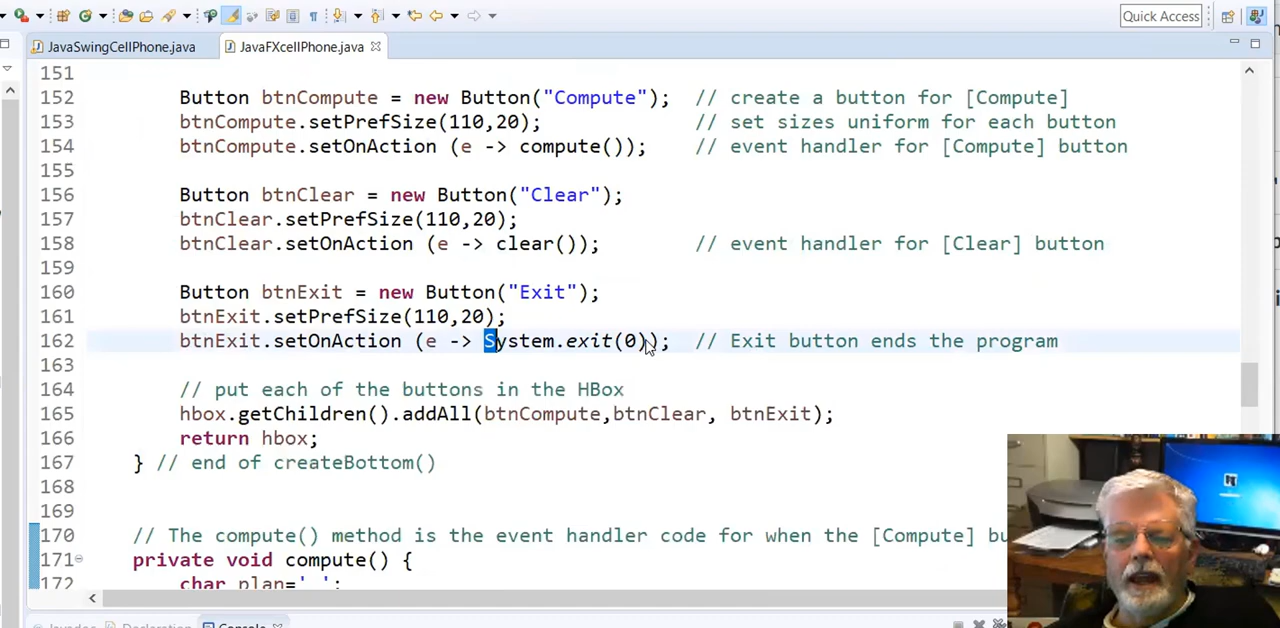 Quick Access
JavaSwingCellPhone.java
JavaFXcellPhone.java
151
152 Button btnCompute = new Button("Compute"); // create a button for [Compute]
153 btnCompute.setPrefSize(110,20); // set sizes uniform for each button
154 btnCompute.setOnAction (e -> compute()); // event handler for [Compute] button
155
156 Button btnClear = new Button("Clear");
157 btnClear.setPrefSize(110,20);
158 btnClear.setOnAction (e -> clear()); // event handler for [Clear] button
159
160 Button btnExit = new Button("Exit");
161 btnExit.setPrefSize(110,20);
162 btnExit.setOnAction (e -> System.exit(0)); // Exit button ends the program
163
164 // put each of the buttons in the HBox
165 hbox.getChildren().addAll(btnCompute,btnClear, btnExit);
166 return hbox;
167 } // end of createBottom()
168
169
170 // The compute() method is the event handler code for when the [Compute] bu
171 private void compute() {
172 char plan=' ';
Javadoc Declaration Console